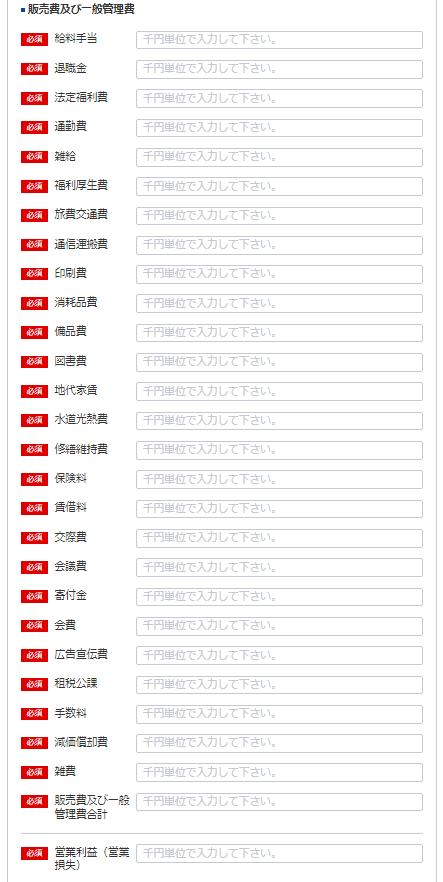 販売費及び一般管理費
必須 給料手当 千円単位で入力して下さい。
必須 退職金 千円単位で入力して下さい。
必須 法定福利費 千円単位で入力して下さい。
必須 通勤費 千円単位で入力して下さい。
必須 雑給 千円単位で入力して下さい。
必須 福利厚生費 千円単位で入力して下さい。
必須 旅費交通費 千円単位で入力して下さい。
必須 通信運搬費 千円単位で入力して下さい。
必須 印刷費 千円単位で入力して下さい。
必須 消耗品費 千円単位で入力して下さい。
必須 備品費 千円単位で入力して下さい。
必須 図書費 千円単位で入力して下さい。
必須 地代家賃 千円単位で入力して下さい。
必須 水道光熱費 千円単位で入力して下さい。
必須 修繕維持費 千円単位で入力して下さい。
必須 保険料 千円単位で入力して下さい。
必須 賃借料 千円単位で入力して下さい。
必須 交際費 千円単位で入力して下さい。
必須 会議費 千円単位で入力して下さい。
必須 寄付金 千円単位で入力して下さい。
必須 会費 千円単位で入力して下さい。
必須 広告宣伝費 千円単位で入力して下さい。
必須 租税公課 千円単位で入力して下さい。
必須 手数料 千円単位で入力して下さい。
必須 減価償却費 千円単位で入力して下さい。
必須 雑費 千円単位で入力して下さい。
必須 販売費及び一般 千円単位で入力して下さい。
管理費合計
必須 営業利益（営業 千円単位で入力して下さい。
損失）